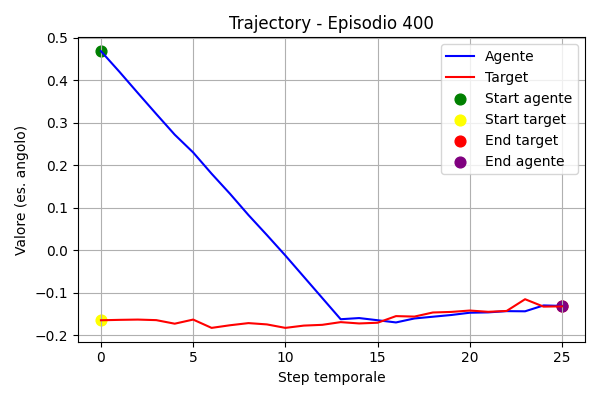 Trajectory - Episodio 400
Valore (es. angolo)
0.5
0.4
0.3
0.2
0.1
0.0
−0.1
−0.2
Agente
Target
Start agente
Start target
End target
End agente
0 5 10 15 20 25
Step temporale